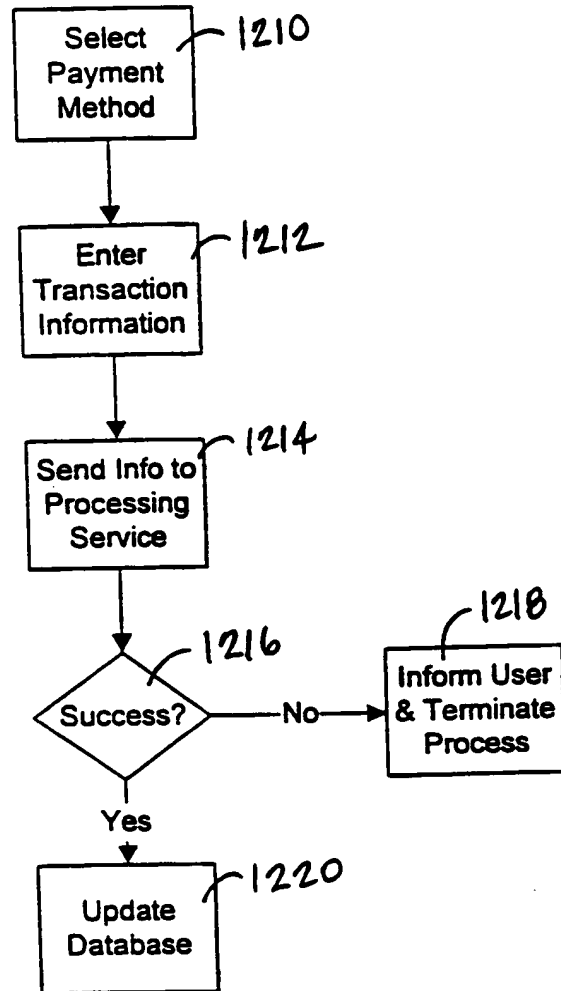 Select
Payment
Method
1210
Enter
Transaction
Information
1212
Send Info to
Processing
Service
1214
Success?
1216
No
Inform User
& Terminate
Process
1218
Yes
Update
Database
1220